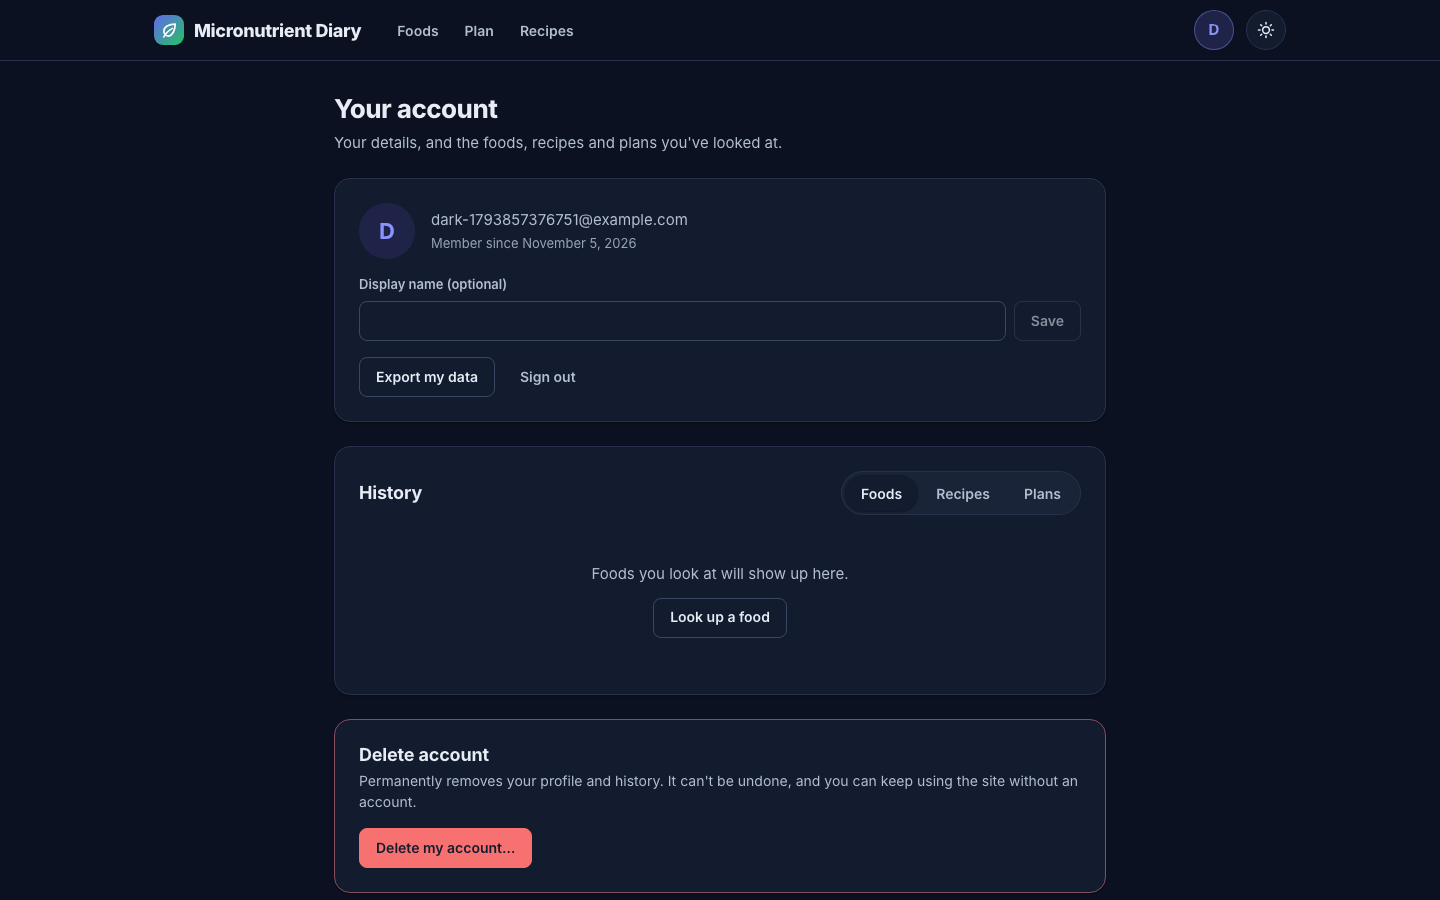 Micronutrient Diary
Foods
Plan
Recipes
D
Your account
Your details, and the foods, recipes and plans you've looked at.
D
dark-1793857376751@example.com
Member since November 5, 2026
Display name (optional)
Save
Export my data
Sign out
History
Foods
Recipes
Plans
Foods you look at will show up here.
Look up a food
Delete account
Permanently removes your profile and history. It can't be undone, and you can keep using the site without an
account.
Delete my account...